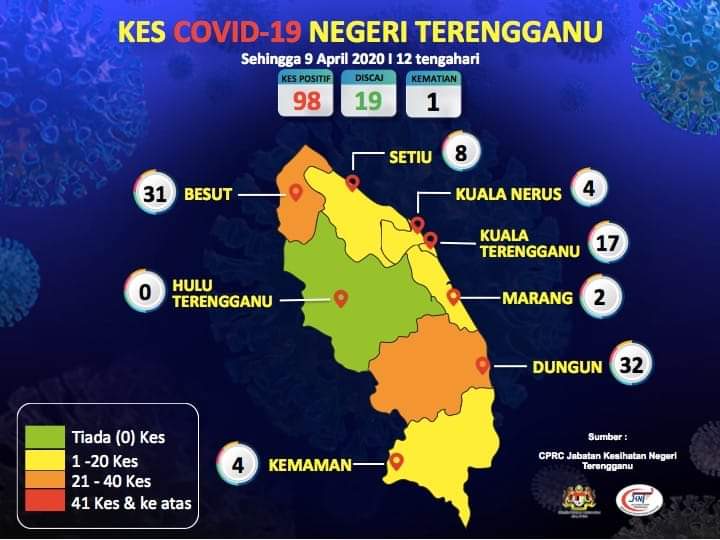 KES COVID-19 NEGERI TERENGGANU
Sehingga 9 April 2020 I 12 tengahari
KES POSITIF
98
DISCAJ
19
KEMATIAN
1
SETIU 8
31 BESUT
KUALA NERUS 4
KUALA
TERENGGANU 17
0 HULU
TERENGGANU
MARANG 2
DUNGUN 32
4 KEMAMAN
Tiada (0) Kes
1 -20 Kes
21 - 40 Kes
41 Kes & ke atas
Sumber :
CPRC Jabatan Kesihatan Negeri
Terengganu